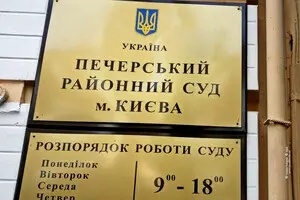 УКРАЇНА
ПЕЧЕРСЬКИЙ
РАЙОННИЙ СУД
м. КИЄВА
РОЗПОРЯДОК РОБОТИ СУДУ
Понеділок
Вівторок
Середа
Четвер
9⁰⁰ - 18⁰⁰